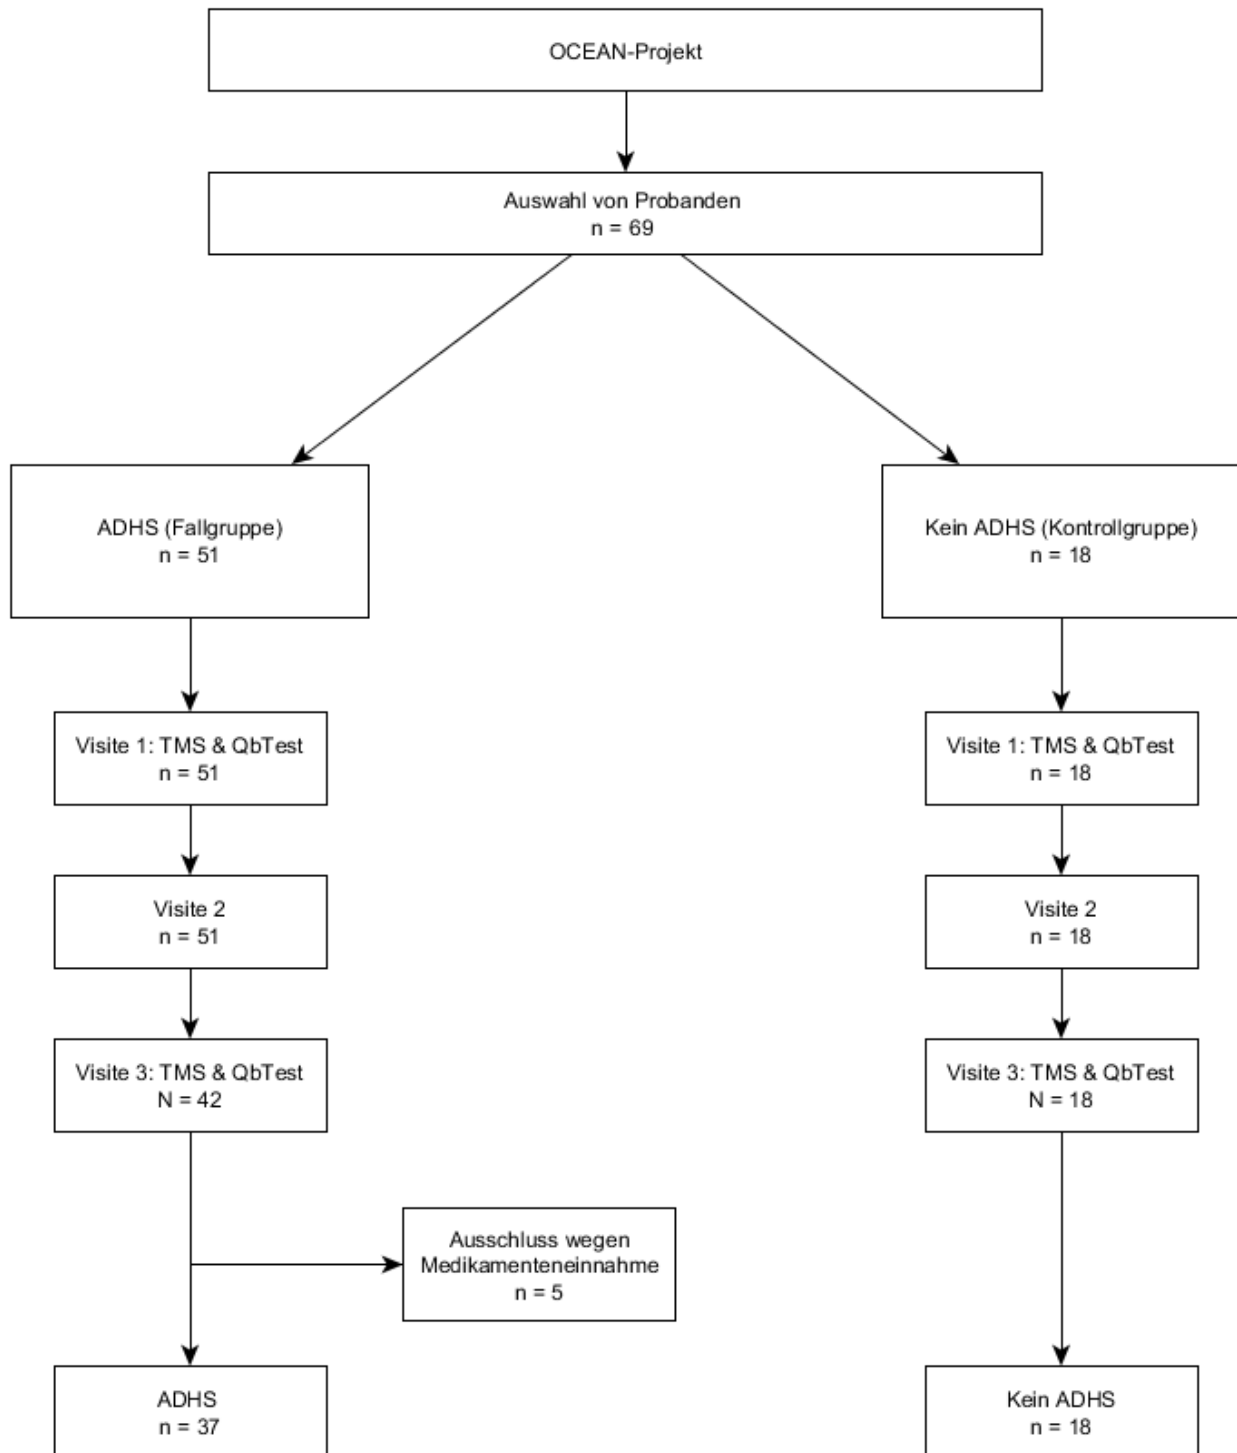 OCEAN-Projekt
Auswahl von Probanden
n = 69
ADHS (Fallgruppe)
n = 51
Kein ADHS (Kontrollgruppe)
n = 18
Visite 1: TMS & QbTest
n = 51
Visite 1: TMS & QbTest
n = 18
Visite 2
n = 51
Visite 2
n = 18
Visite 3: TMS & QbTest
N = 42
Visite 3: TMS & QbTest
N = 18
Ausschluss wegen
Medikamenteneinnahme
n = 5
ADHS
n = 37
Kein ADHS
n = 18